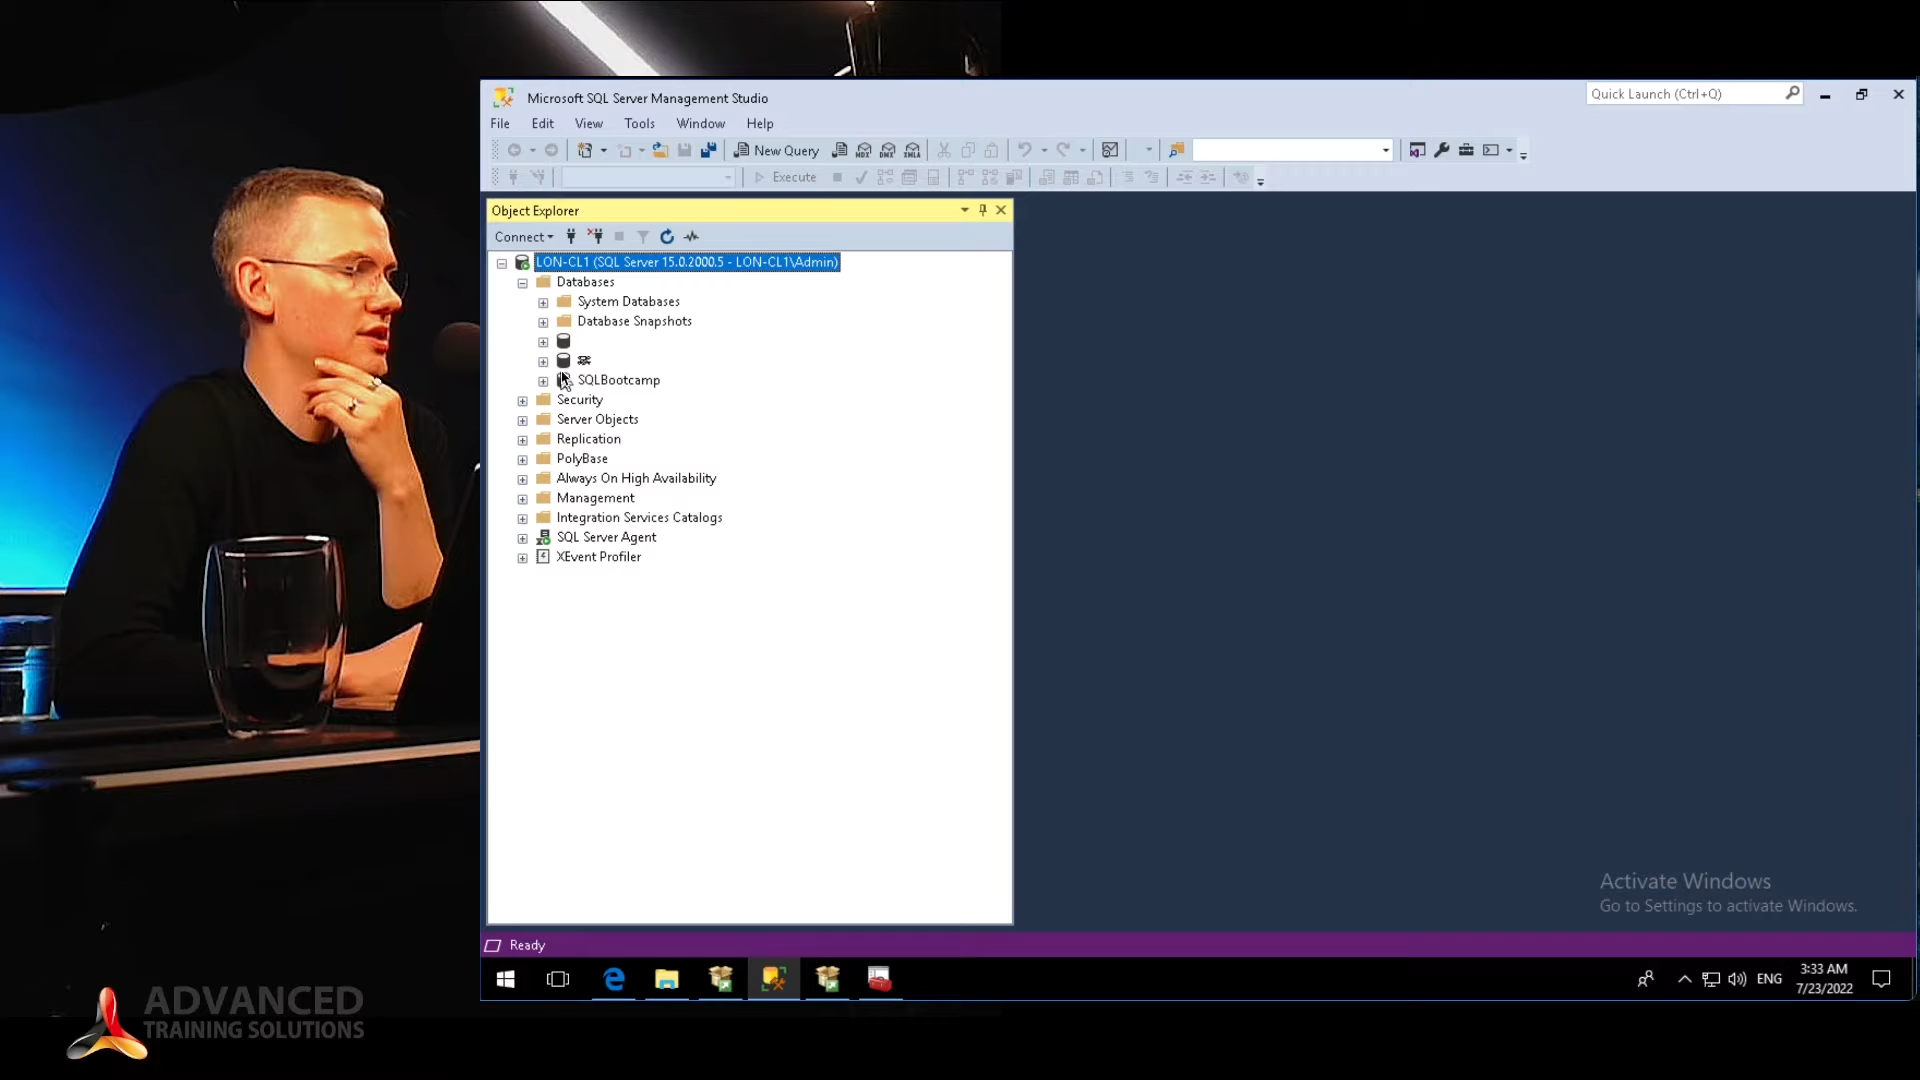 Microsoft SQL Server Management Studio
Quick Launch (Ctrl+Q)
File Edit View Tools Window Help
New Query
MDX DMX XMLA
Execute
Object Explorer
Connect
LON-CL1 (SQL Server 15.0.2000.5 - LON-CL1\Admin)
Databases
System Databases
Database Snapshots
SQLBootcamp
Security
Server Objects
Replication
PolyBase
Always On High Availability
Management
Integration Services Catalogs
SQL Server Agent
XEvent Profiler
Activate Windows
Go to Settings to activate Windows.
Ready
ENG
3:33 AM
7/23/2022
ADVANCED
TRAINING SOLUTIONS